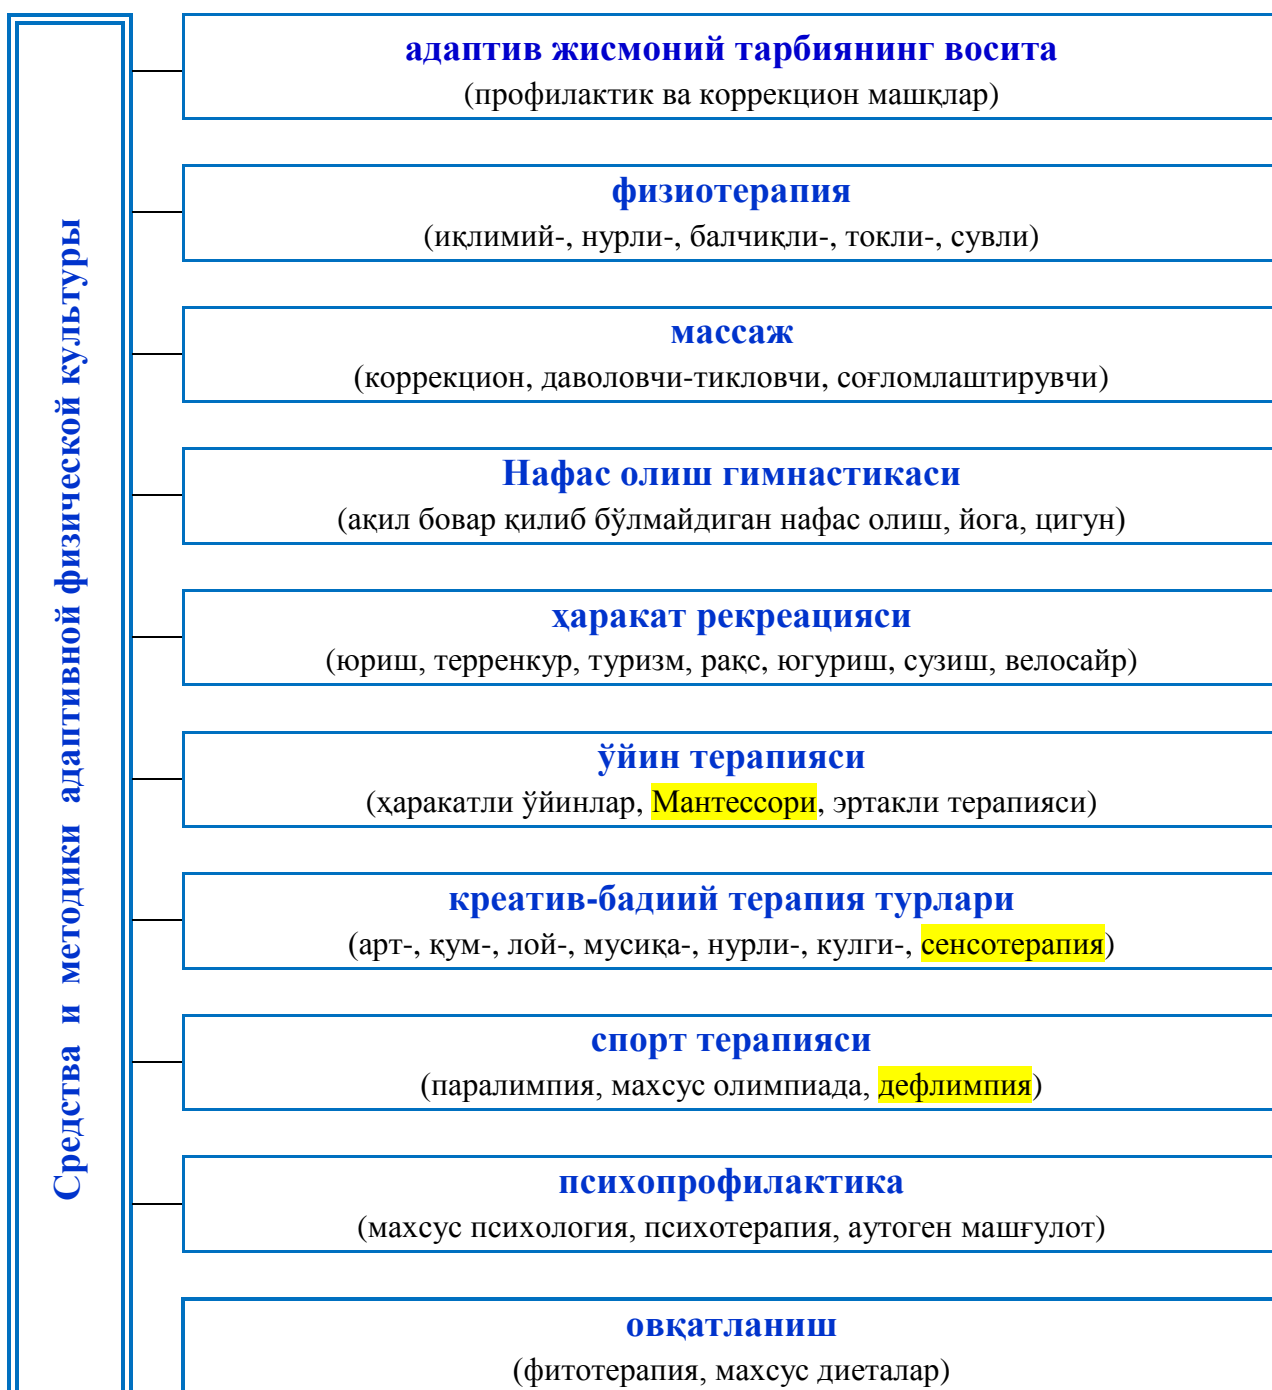 Средства и методики адаптивной физической культуры
адаптив жисмоний тарбиянинг восита
(профилактик ва коррекцион машқлар)
физиотерапия
(иқлимий-, нурли-, балчиқли-, токли-, сувли)
массаж
(коррекцион, даволовчи-тикловчи, соғломлаштирувчи)
Нафас олиш гимнастикаси
(ақил бовар қилиб бўлмайдиган нафас олиш, йога, цигун)
ҳаракат рекреацияси
(юриш, терренкур, туризм, рақс, югуриш, сузиш, велосайр)
ўйин терапияси
(ҳаракатли ўйинлар, Мантессори, эртакли терапияси)
креатив-бадиий терапия турлари
(арт-, қум-, лой-, мусиқа-, нурли-, кулги-, сенсотерапия)
спорт терапияси
(паралимпия, махсус олимпиада, дефлимпия)
психопрофилактика
(махсус психология, психотерапия, аутоген машғулот)
овқатланиш
(фитотерапия, махсус диеталар)